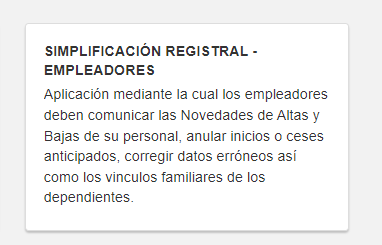 SIMPLIFICACIÓN REGISTRAL -
EMPLEADORES
Aplicación mediante la cual los empleadores
deben comunicar las Novedades de Altas y
Bajas de su personal, anular inicios o ceses
anticipados, corregir datos erróneos así
como los vinculos familiares de los
dependientes.